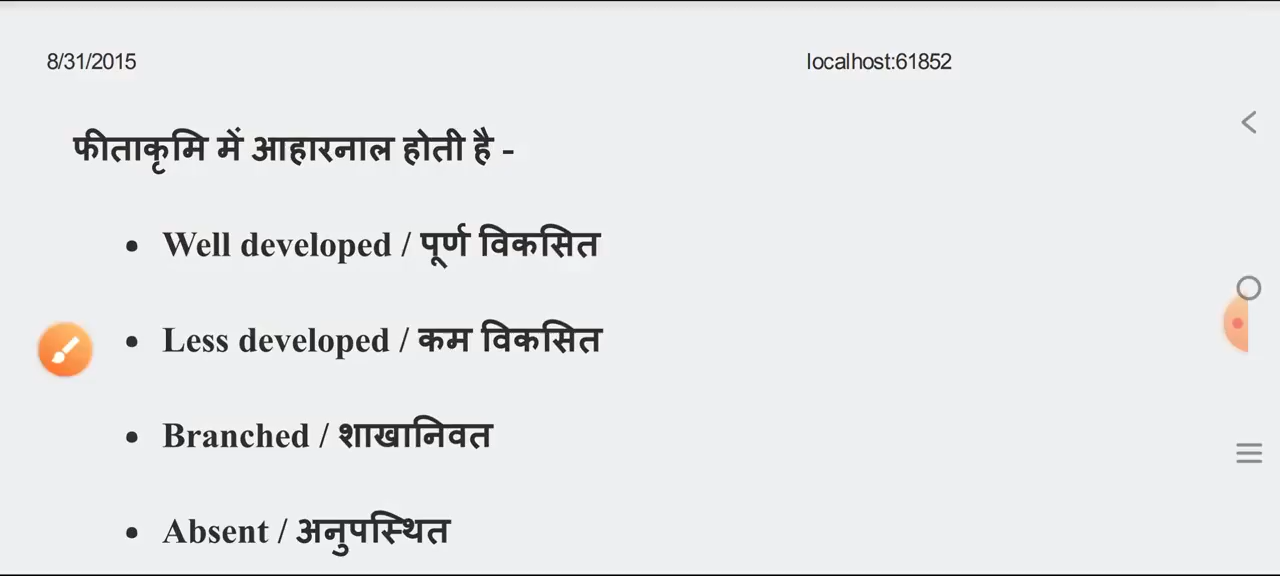 8/31/2015 localhost:61852
फीताकृमि में आहारनाल होती है -
• Well developed / पूर्ण विकसित
• Less developed / कम विकसित
• Branched / शाखानिवत
• Absent / अनुपस्थित